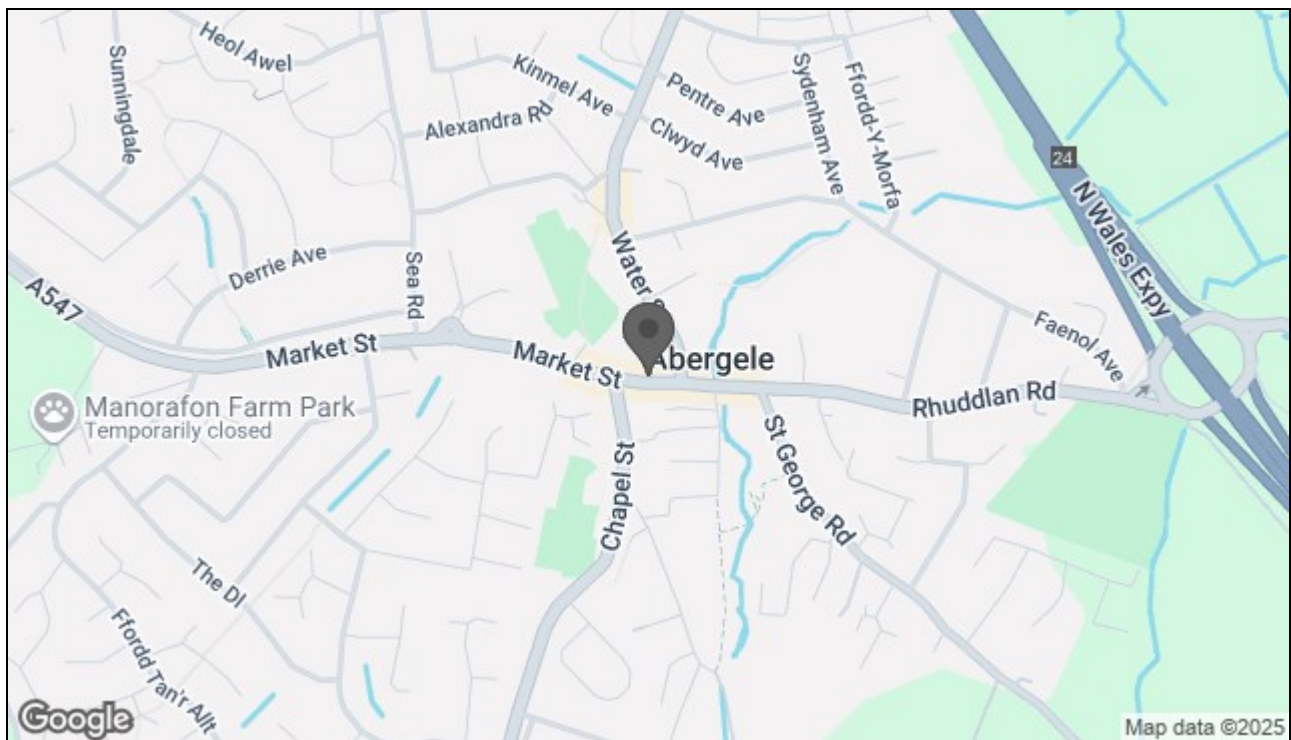 Heol Awel
Sunningdale
Kinmel Ave
Pentre Ave
Alexandra Rd
Clwyd Ave
Sydenham Ave
Ffordd-Y-Morfa
24
N Wales Expy
Derrie Ave
Sea Rd
Water
A547
Market St
Market St
Abergele
Faenol Ave
Rhuddlan Rd
Manorafon Farm Park
Temporarily closed
Chapel St
St George Rd
The Dl
Ffordd Tan'r Allt
Google
Map data ©2025